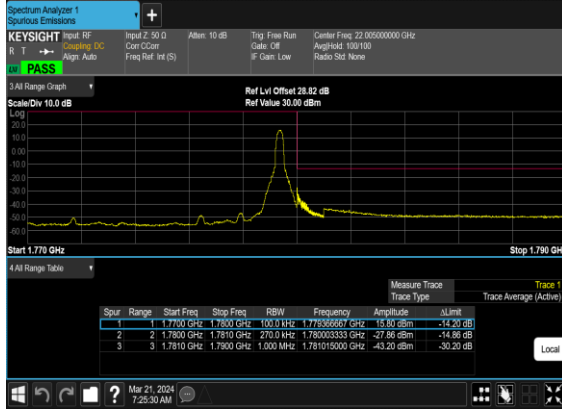 Spectrum Analyzer 1
Spurious Emissions
KEYSIGHT Input: RF Input Z: 50 Ω Atten: 10 dB Trig: Free Run Center Freq: 22.005000000 GHz
R T Coupling: DC Corr CCorr Gate: Off Avg|Hold: 100/100
Align: Auto Freq Ref: Int (S) IF Gain: Low Radio Std: None
PASS
3 All Range Graph
Ref Lvl Offset 28.82 dB
Scale/Div 10.0 dB Ref Value 30.00 dBm
Log
20.0
10.0
0.00
-10.0
-20.0
-30.0
-40.0
-50.0
-60.0
Start 1.770 GHz Stop 1.790 GH
4 All Range Table
Measure Trace Trace 1
Trace Type Trace Average (Active)
Spur Range Start Freq Stop Freq RBW Frequency Amplitude ΔLimit
1 1 1.7700 GHz 1.7800 GHz 100.0 kHz 1.779366667 GHz 15.80 dBm -14.20 dB
2 2 1.7800 GHz 1.7810 GHz 270.0 kHz 1.780003333 GHz -27.86 dBm -14.86 dB
3 3 1.7810 GHz 1.7900 GHz 1.000 MHz 1.781015000 GHz -43.20 dBm -30.20 dB
Local
Mar 21, 2024
7:25:30 AM